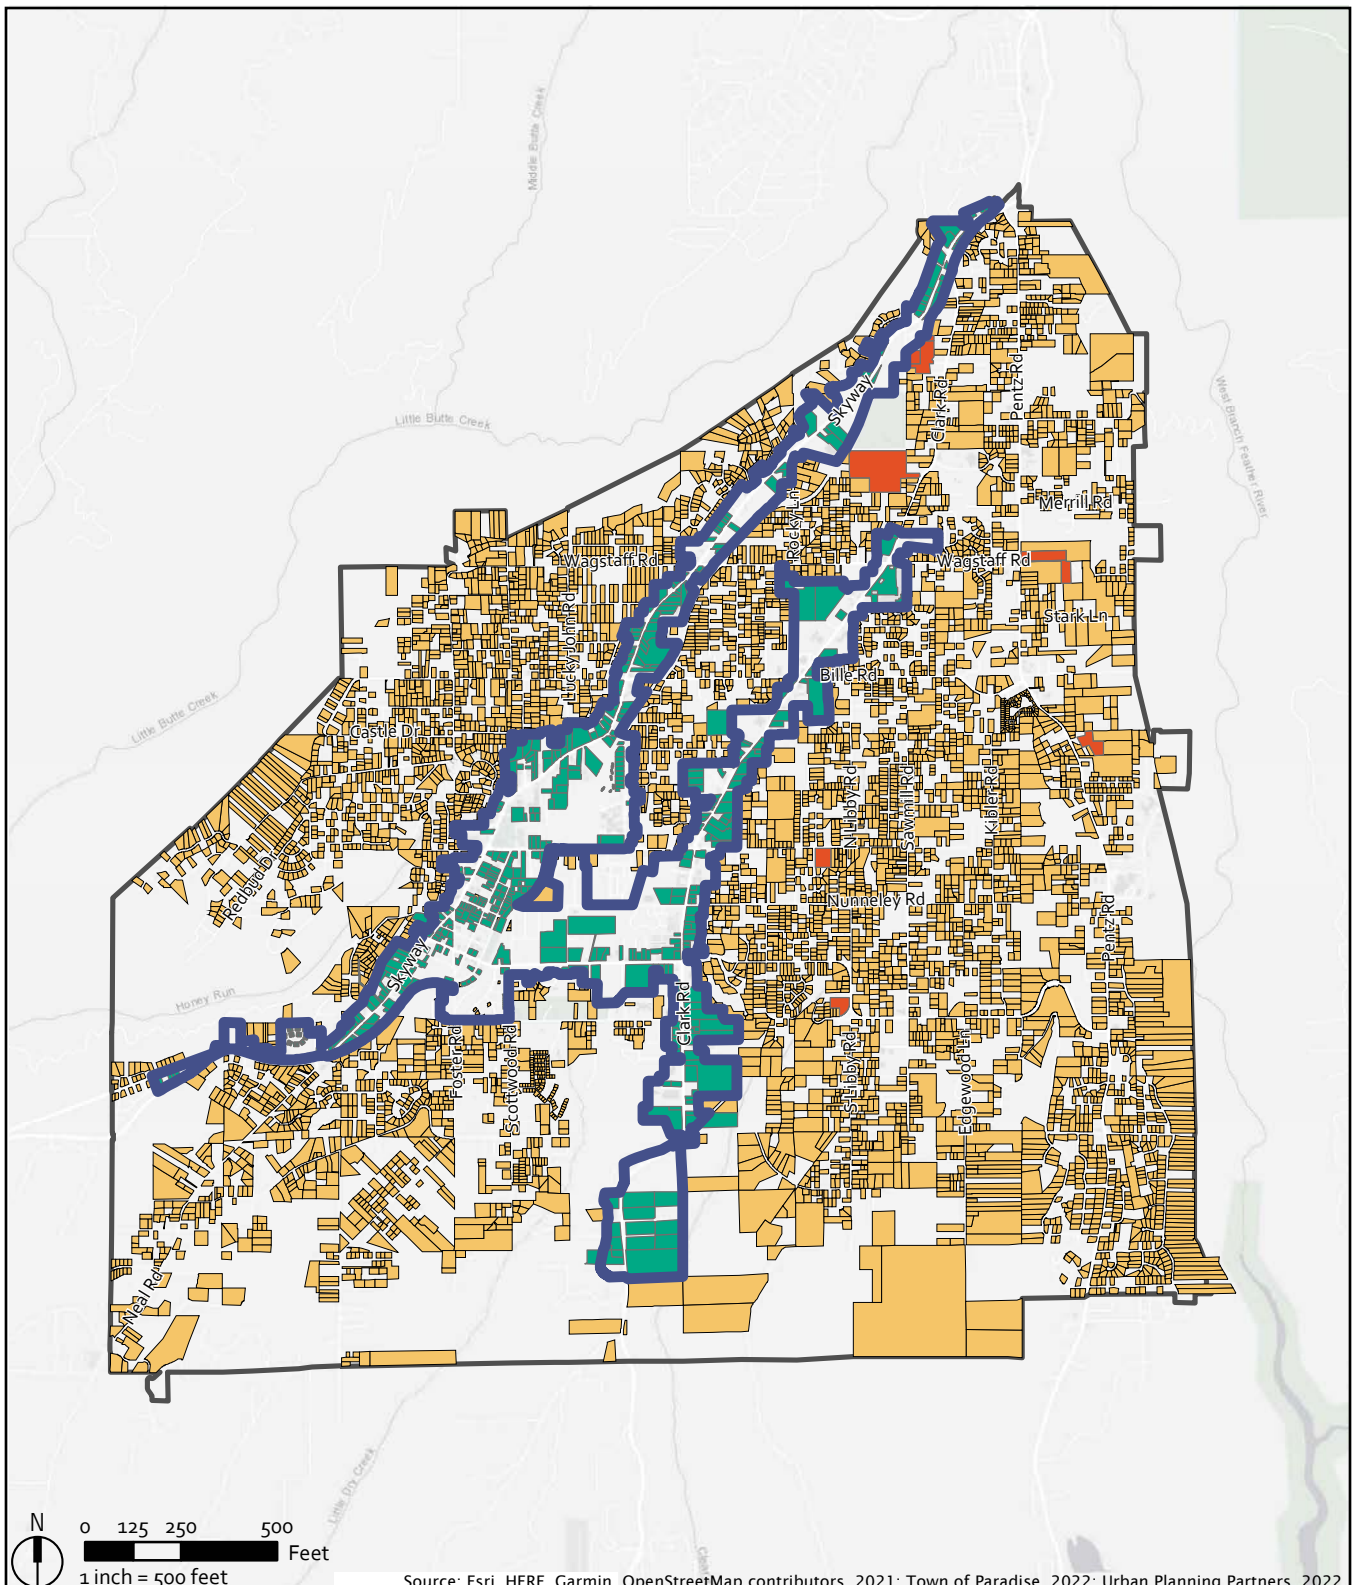 Middle Butte Creek
Little Butte Creek
West Branch Feather River
Skyway
Clark Rd
Pentz Rd
Merrill Rd
Rocky Ln
Wagstaff Rd
Wagstaff Rd
Lucky John Rd
Stark Ln
Bille Rd
Little Butte Creek
Castle Dr
N Libby Rd
Sawmill Rd
Kibler Rd
Redbud Dr
Nunneley Rd
Pentz Rd
Skyway
Honey Run
Clark Rd
Foster Rd
Scottwood Rd
S Libby Rd
Edgewood Ln
Neal Rd
Little Dry Creek
N
0 125 250 500
Feet
1 inch = 500 feet
Source: Esri, HERE, Garmin, OpenStreetMap contributors, 2021; Town of Paradise, 2022; Urban Planning Partners, 2022